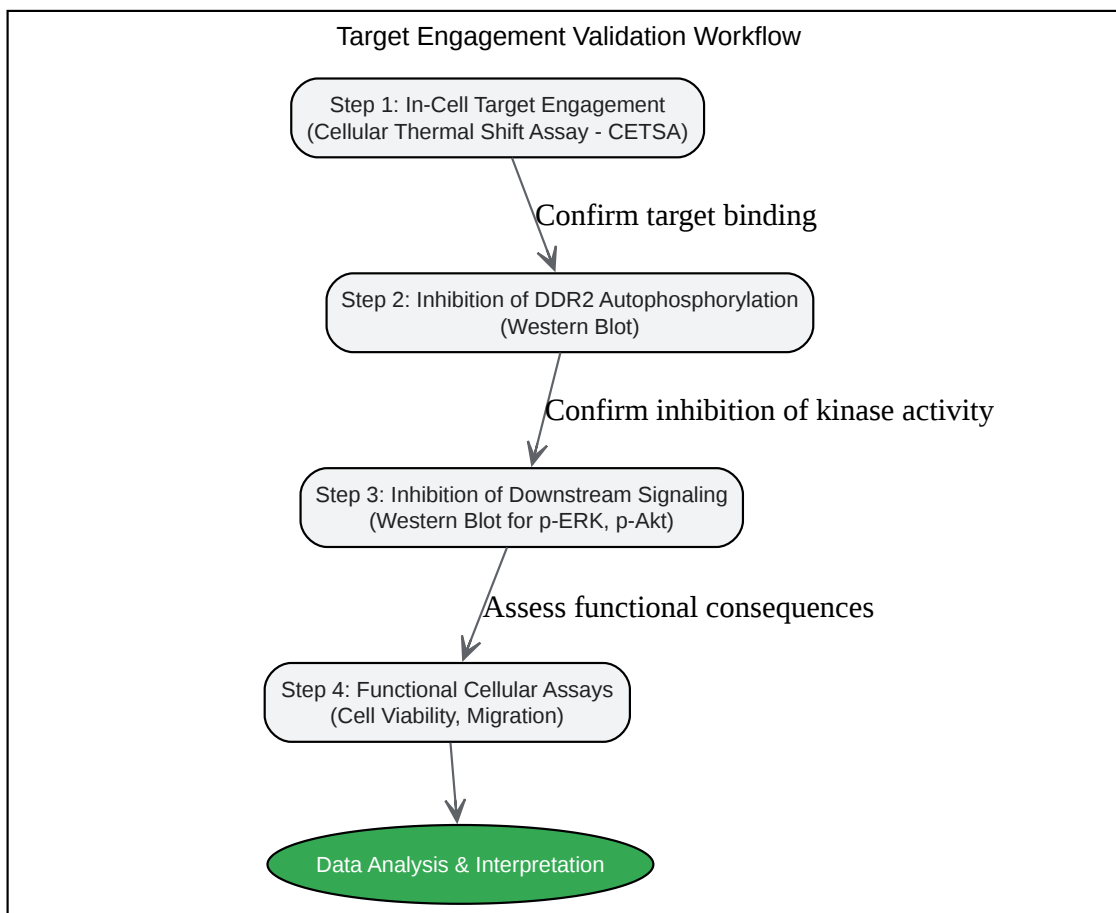 Target Engagement Validation Workflow
Step 1: In-Cell Target Engagement
(Cellular Thermal Shift Assay - CETSA)
Confirm target binding
Step 2: Inhibition of DDR2 Autophosphorylation
(Western Blot)
Confirm inhibition of kinase activity
Step 3: Inhibition of Downstream Signaling
(Western Blot for p-ERK, p-Akt)
Assess functional consequences
Step 4: Functional Cellular Assays
(Cell Viability, Migration)
Data Analysis & Interpretation